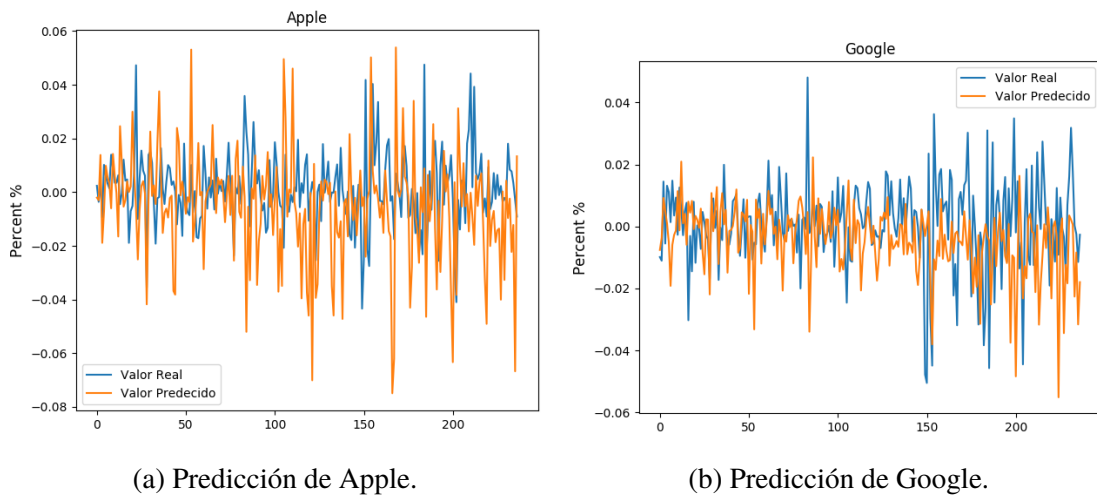 Apple
Percent %
0.06
0.04
0.02
0.00
−0.02
−0.04
−0.06
−0.08
Valor Real
Valor Predecido
0
50
100
150
200
(a) Predicción de Apple.
Google
Percent %
0.04
0.02
0.00
−0.02
−0.04
−0.06
Valor Real
Valor Predecido
0
50
100
150
200
(b) Predicción de Google.